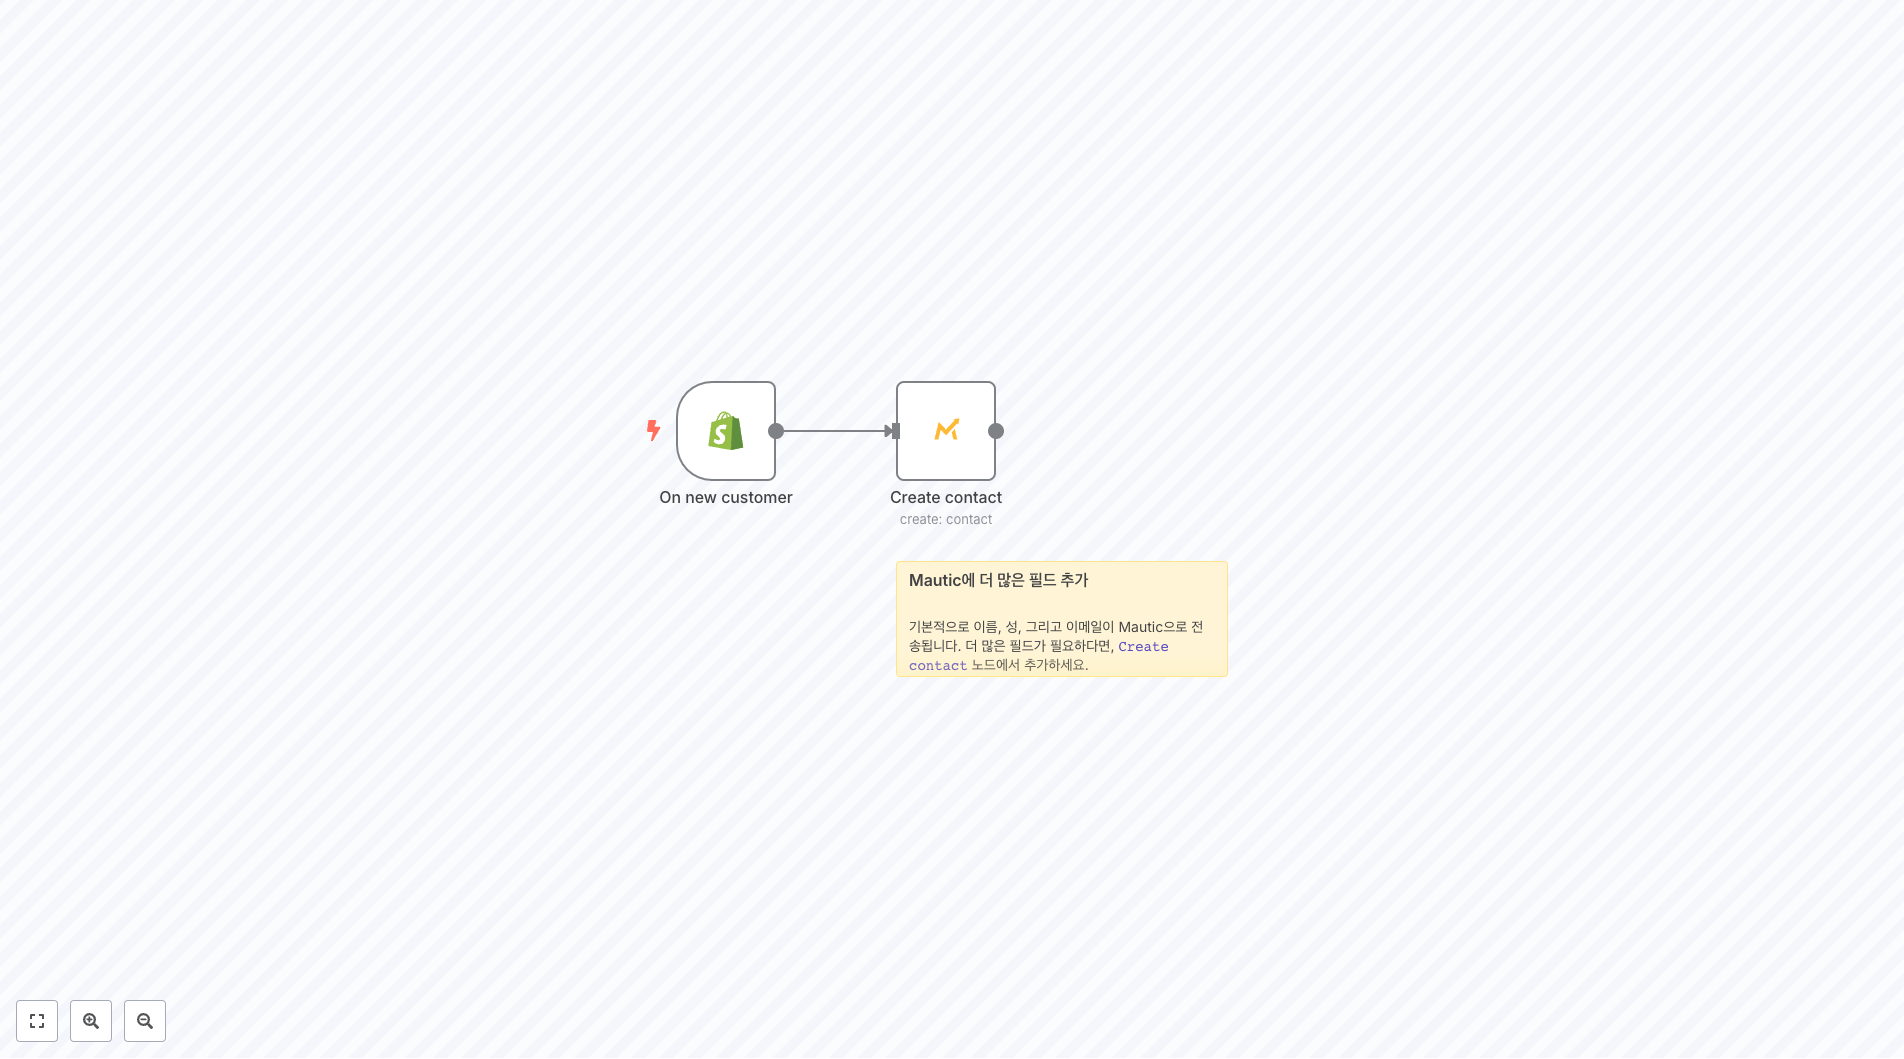 On new customer
Create contact
create: contact
Mautic에 더 많은 필드 추가
기본적으로 이름, 성, 그리고 이메일이 Mautic으로 전
송됩니다. 더 많은 필드가 필요하다면, Create
contact 노드에서 추가하세요.